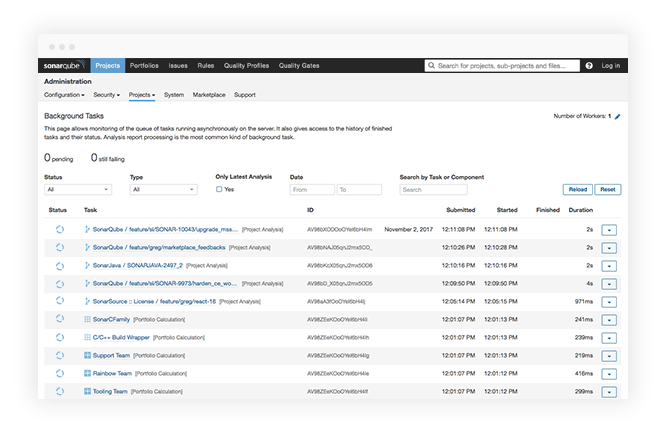 sonarqube Projects Portfolios Issues Rules Quality Profiles Quality Gates Search for projects, sub-projects and files... Log in
Administration
Configuration Security Projects System Marketplace Support
Background Tasks Number of Workers: 1
This page allows monitoring of the queue of tasks running asynchronously on the server. It also gives access to the history of finished
tasks and their status. Analysis report processing is the most common kind of background task.
0 pending 0 still failing
Status Type Only Latest Analysis Date Search by Task or Component
All All Yes From To Search Reload Reset
Status Task ID Submitted Started Finished Duration
SonarQube / feature/sl/SONAR-10043/upgrade_mss... [Project Analysis] November 2, 2017 12:11:08 PM 12:11:08 PM 2s
SonarQube / feature/greg/marketplace_feedbacks [Project Analysis] 12:10:26 PM 12:10:28 PM 2s
SonarJava / SONARJAVA-2497_2 [Project Analysis] 12:10:16 PM 12:10:16 PM 2s
SonarQube / feature/sl/SONAR-9973/harden_ce_wo... [Project Analysis] 12:09:50 PM 12:09:50 PM 4s
SonarSource :: License / feature/greg/react-16 [Project Analysis] 12:05:14 PM 12:05:15 PM 971ms
SonarCFamily [Portfolio Calculation] 12:01:07 PM 12:01:13 PM 241ms
C/C++ Build Wrapper [Portfolio Calculation] 12:01:07 PM 12:01:13 PM 239ms
Support Team [Portfolio Calculation] 12:01:07 PM 12:01:13 PM 219ms
Rainbow Team [Portfolio Calculation] 12:01:07 PM 12:01:12 PM 416ms
Tooling Team [Portfolio Calculation] 12:01:07 PM 12:01:12 PM 299ms